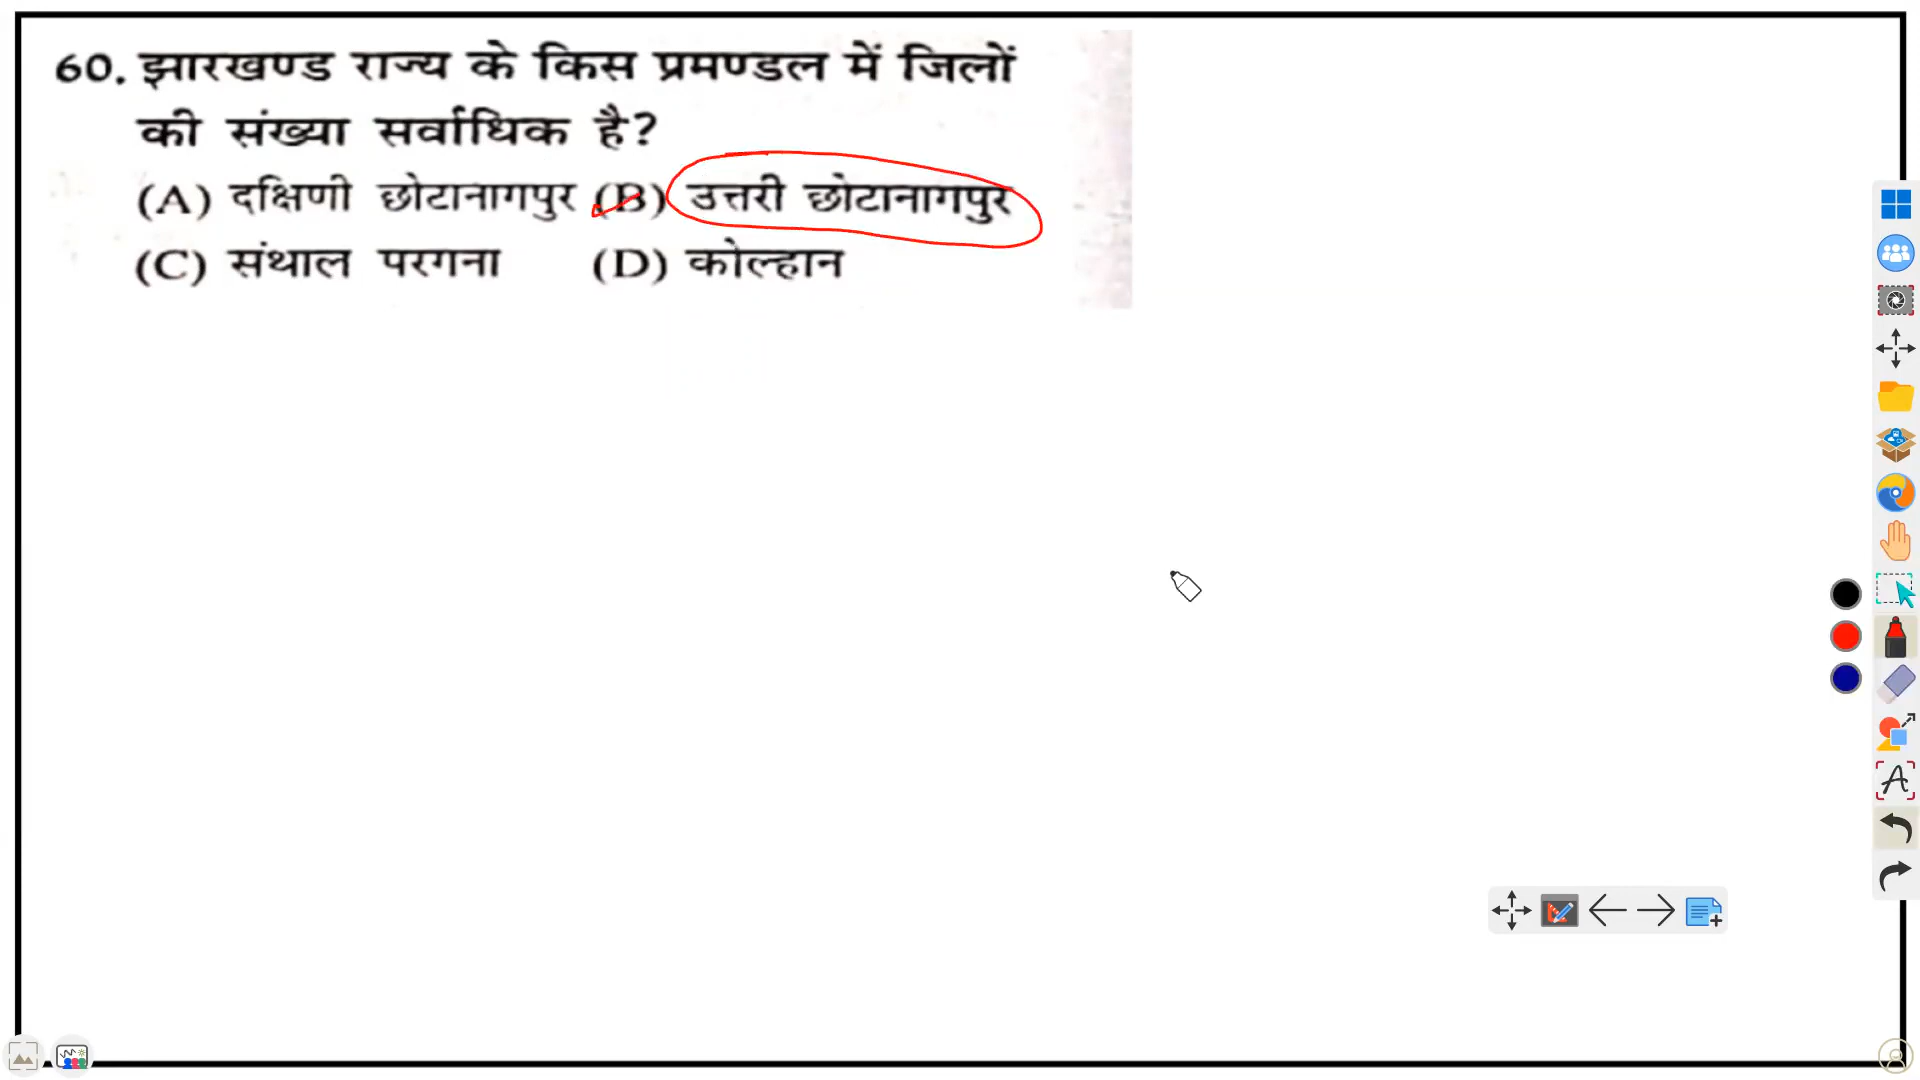 60. झारखण्ड राज्य के किस प्रमण्डल में जिलों
की संख्या सर्वाधिक है?
(A) दक्षिणी छोटानागपुर (B) उत्तरी छोटानागपुर
(C) संथाल परगना (D) कोल्हान